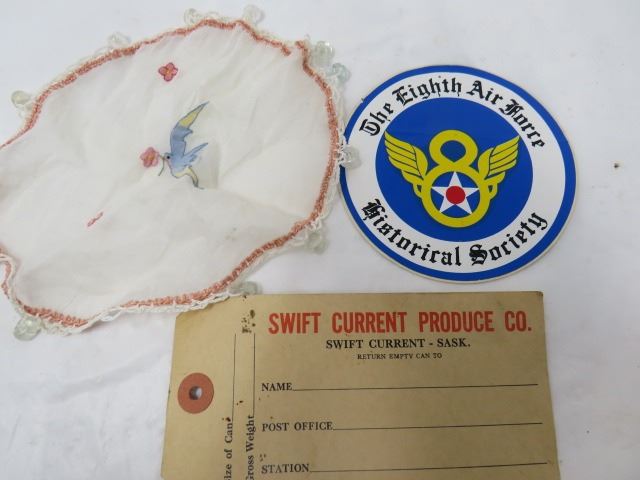 The Eighth Air Force
8
Historical Society
SWIFT CURRENT PRODUCE CO.
SWIFT CURRENT - SASK.
RETURN EMPTY CAN TO
NAME
POST OFFICE
STATION
Size of Can
Gross Weight